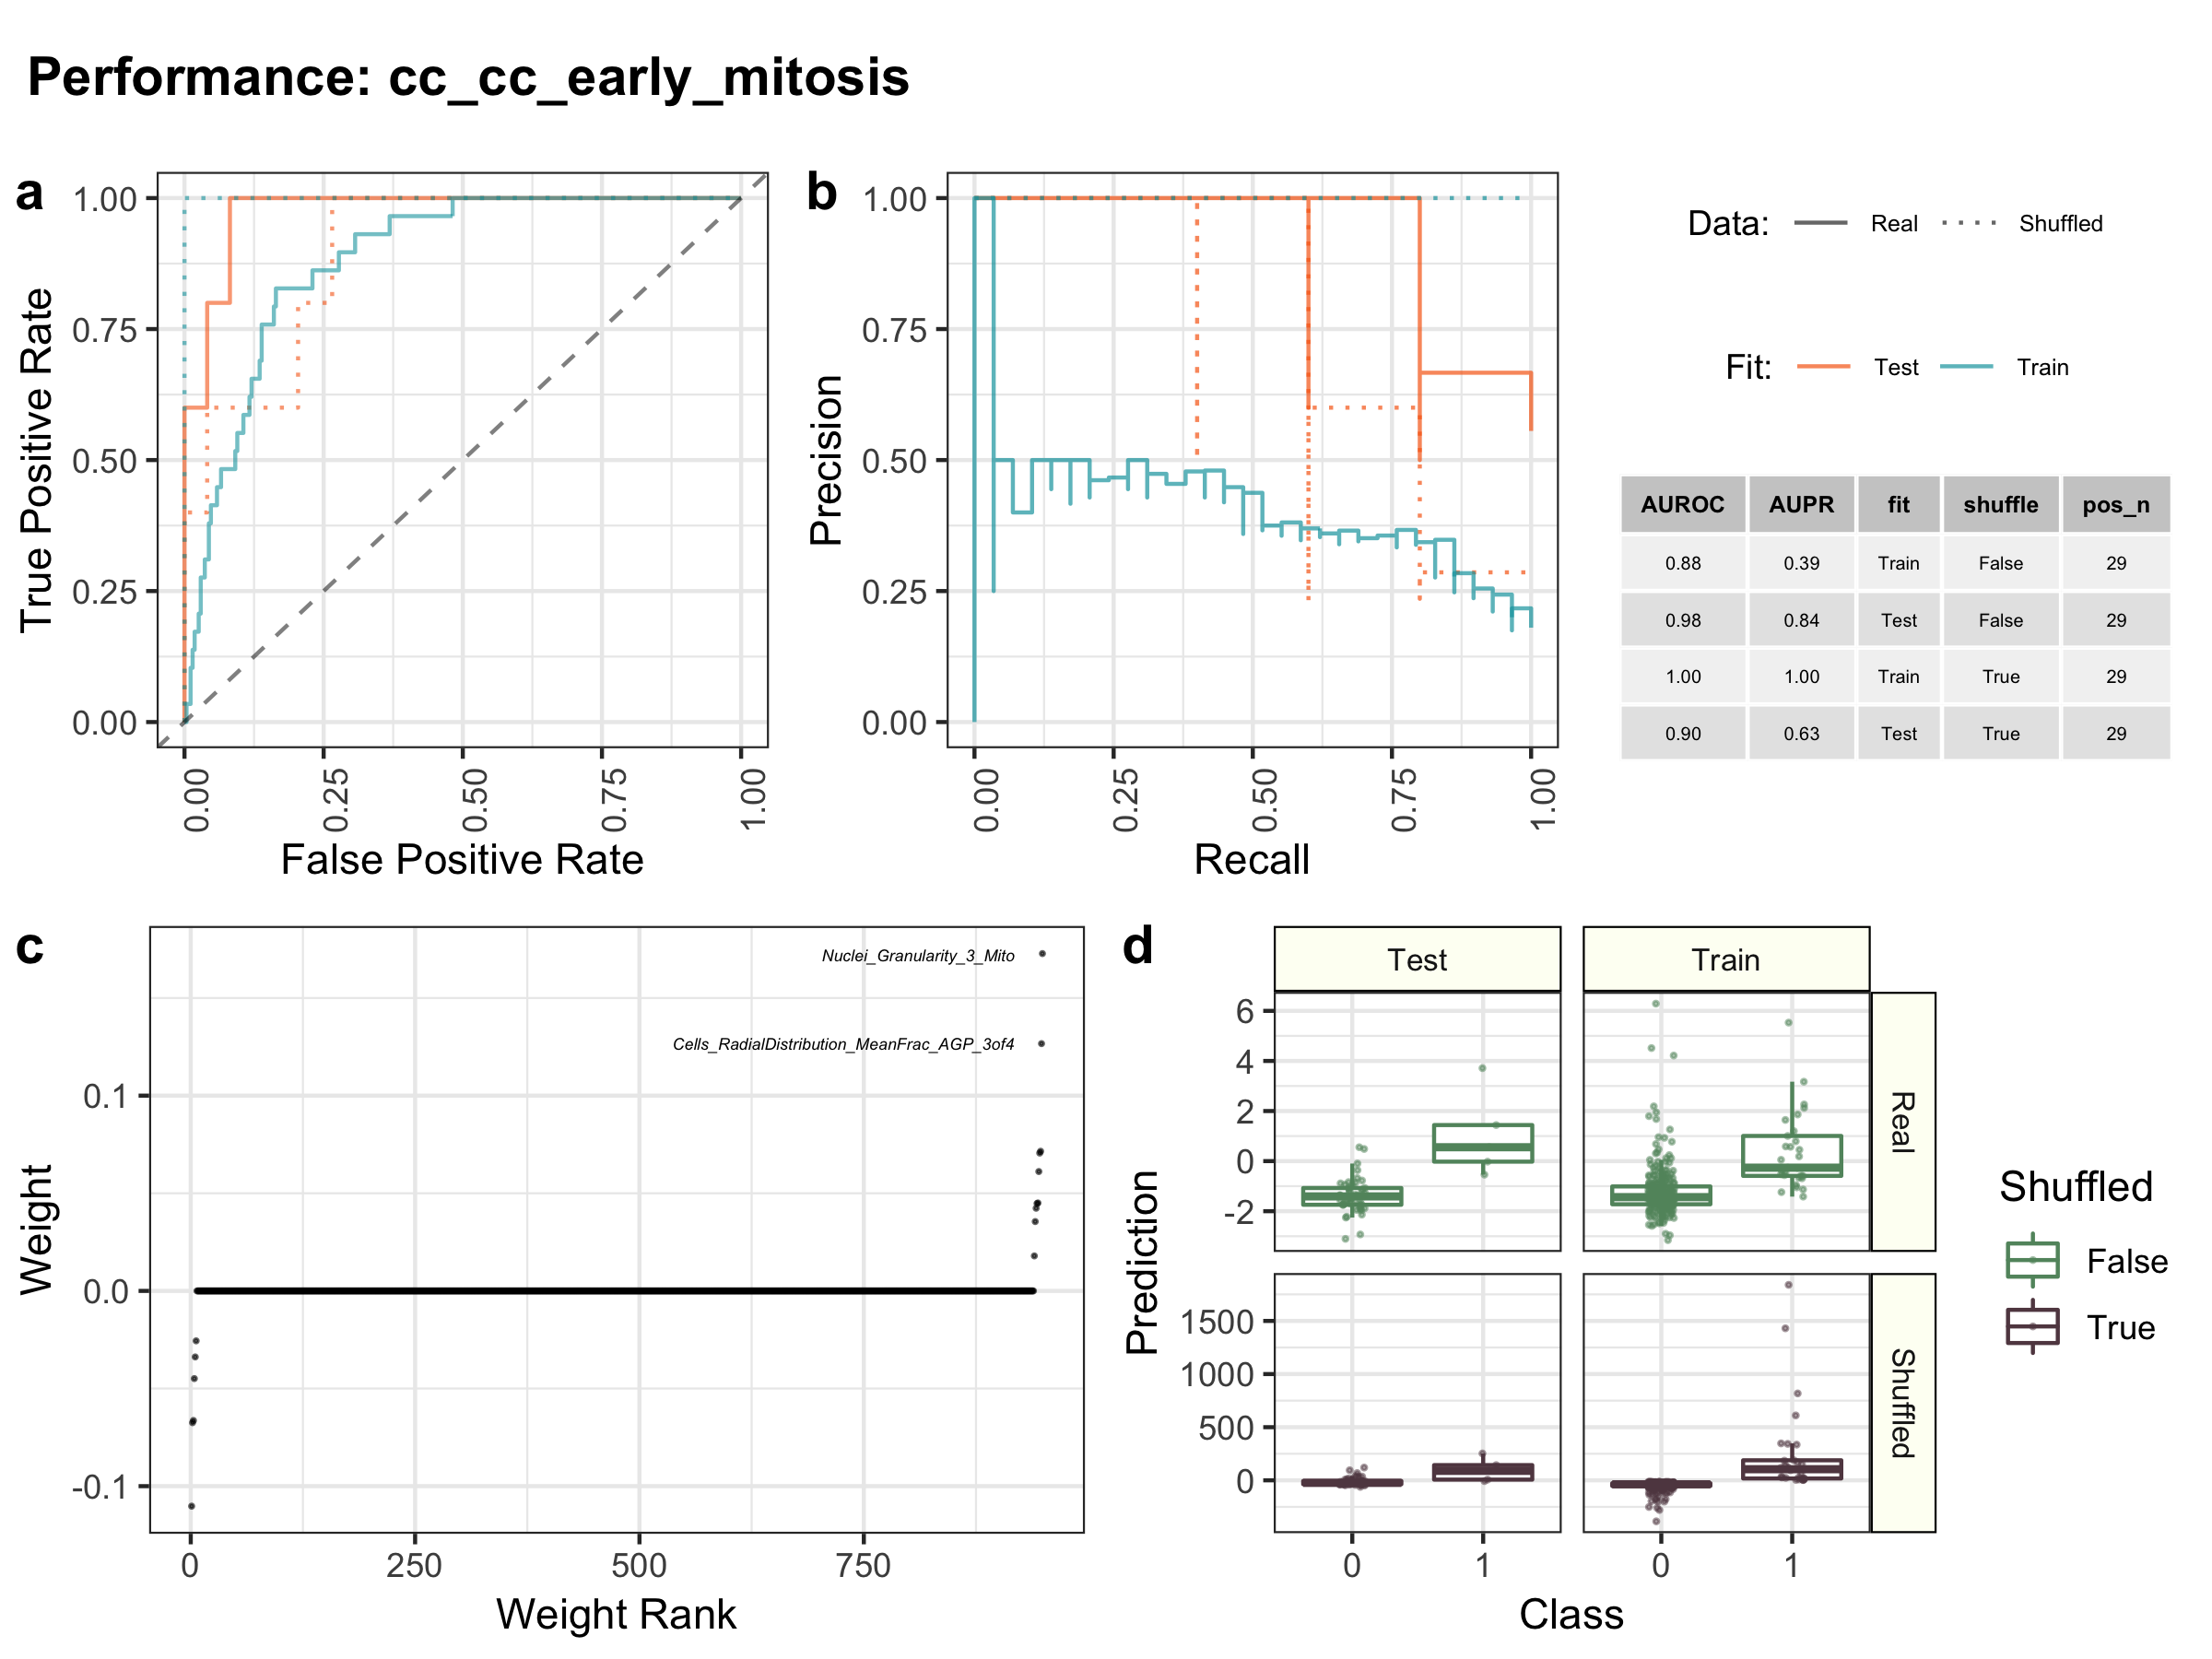 Performance: cc_cc_early_mitosis
a
1.00
0.75
0.50
0.25
0.00
True Positive Rate
0.00
0.25
0.50
0.75
1.00
False Positive Rate
b
1.00
0.75
0.50
0.25
0.00
Precision
0.00
0.25
0.50
0.75
1.00
Recall
Data: Real Shuffled
Fit: Test Train
AUROC AUPR fit shuffle pos_n
0.88 0.39 Train False 29
0.98 0.84 Test False 29
1.00 1.00 Train True 29
0.90 0.63 Test True 29
c
Nuclei_Granularity_3_Mito
Cells_RadialDistribution_MeanFrac_AGP_3of4
0.1
0.0
-0.1
Weight
0 250 500 750
Weight Rank
d
Test Train
6
4
2
0
-2
Real
1500
1000
500
0
Shuffled
Prediction
0 1 0 1
Class
Shuffled
False
True